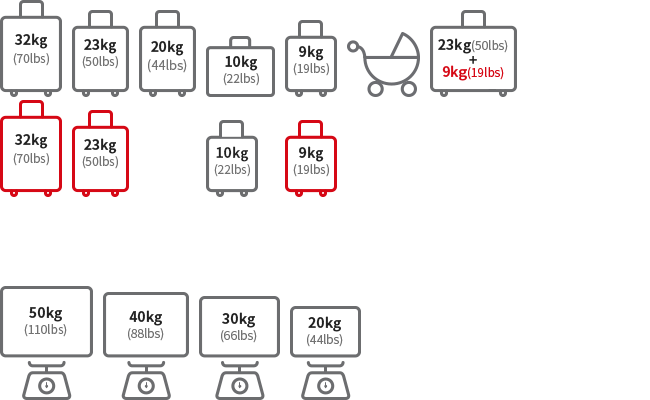 32kg
(70lbs)
23kg
(50lbs)
20kg
(44lbs)
10kg
(22lbs)
9kg
(19lbs)
23kg(50lbs)
+
9kg(19lbs)
32kg
(70lbs)
23kg
(50lbs)
10kg
(22lbs)
9kg
(19lbs)
50kg
(110lbs)
40kg
(88lbs)
30kg
(66lbs)
20kg
(44lbs)